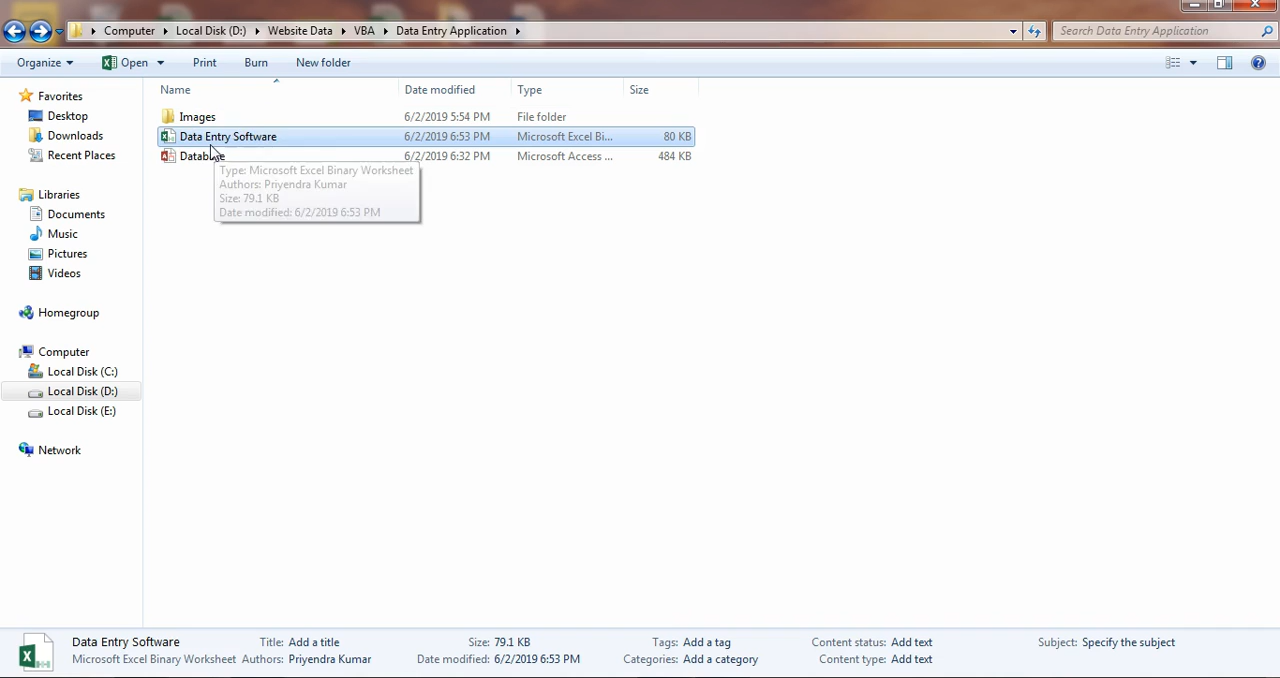 Computer Local Disk (D:) Website Data VBA Data Entry Application
Search Data Entry Application
Organize Open Print Burn New folder
Name Date modified Type Size
Favorites
Desktop
Downloads
Recent Places
Libraries
Documents
Music
Pictures
Videos
Homegroup
Computer
Local Disk (C:)
Local Disk (D:)
Local Disk (E:)
Network
Images 6/2/2019 5:54 PM File folder
Data Entry Software 6/2/2019 6:53 PM Microsoft Excel Bi... 80 KB
Database 6/2/2019 6:32 PM Microsoft Access ... 484 KB
Type: Microsoft Excel Binary Worksheet
Authors: Priyendra Kumar
Size: 79.1 KB
Date modified: 6/2/2019 6:53 PM
Data Entry Software Title: Add a title Size: 79.1 KB Tags: Add a tag Content status: Add text Subject: Specify the subject
Microsoft Excel Binary Worksheet Authors: Priyendra Kumar Date modified: 6/2/2019 6:53 PM Categories: Add a category Content type: Add text